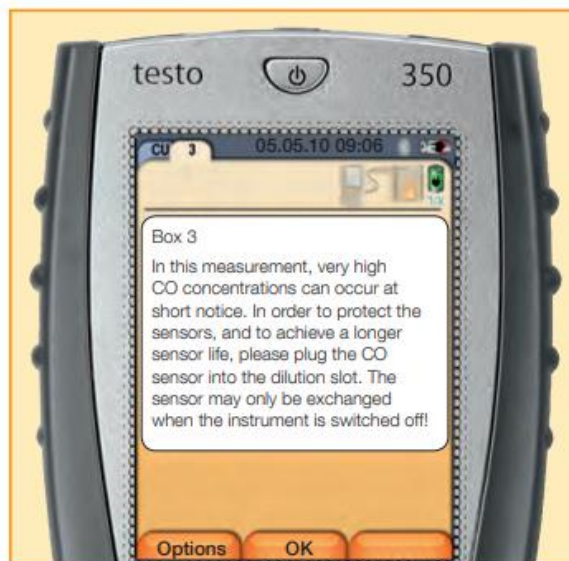 testo 350
CU 3 05.05.10 09:06
Box 3
In this measurement, very high
CO concentrations can occur at
short notice. In order to protect the
sensors, and to achieve a longer
sensor life, please plug the CO
sensor into the dilution slot. The
sensor may only be exchanged
when the instrument is switched off!
Options OK